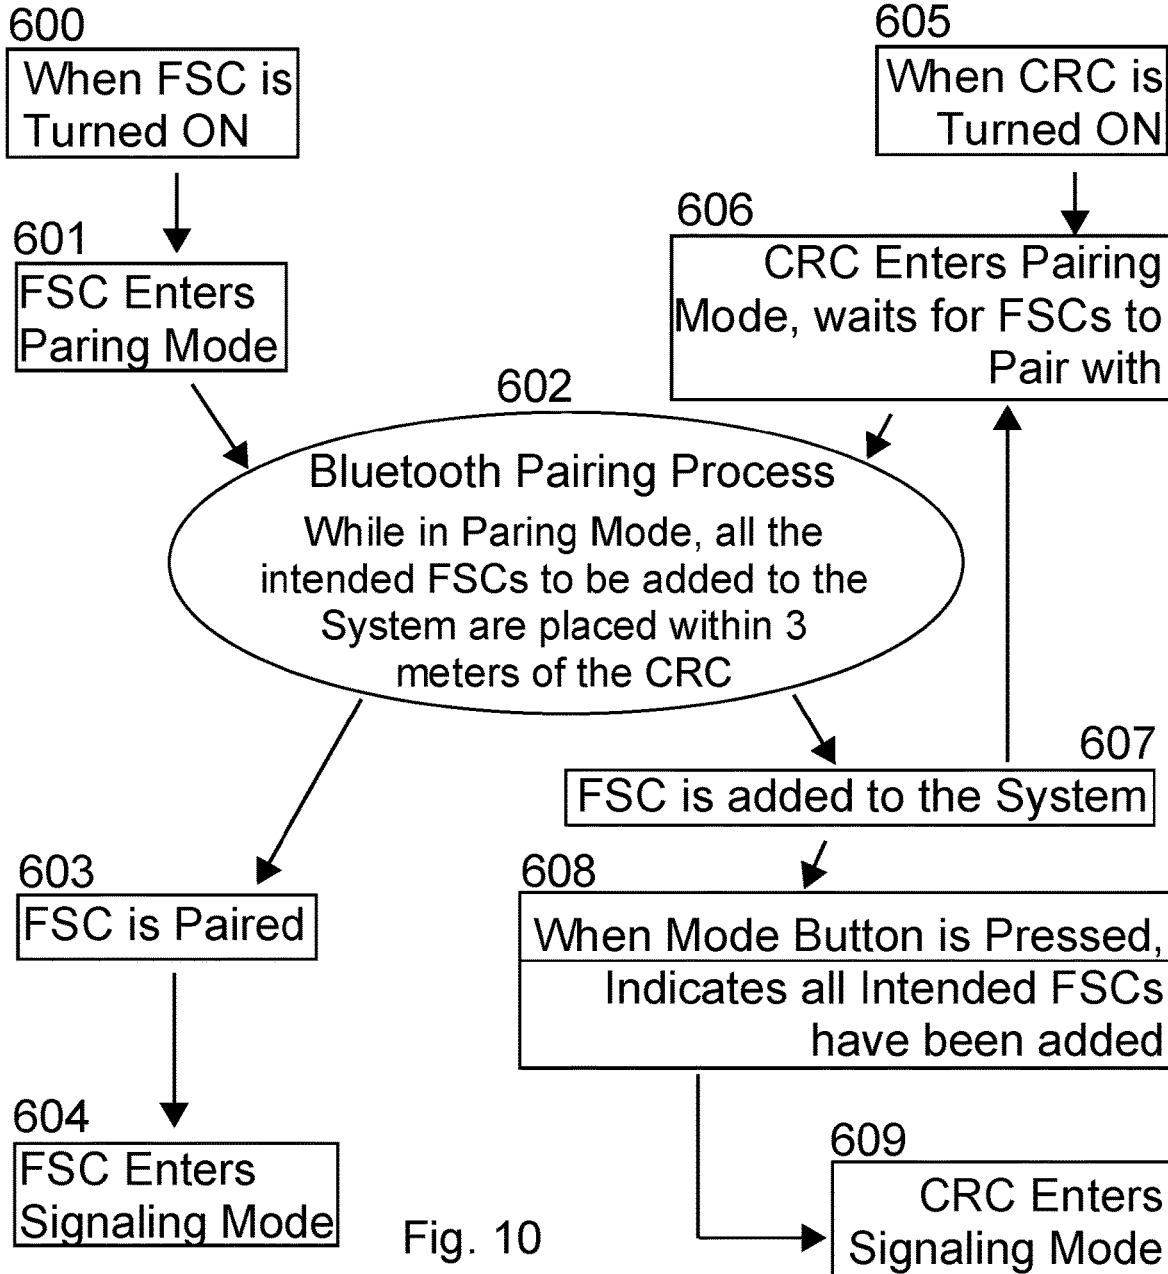 600
When FSC is
Turned ON
605
When CRC is
Turned ON
601
FSC Enters
Paring Mode
606
CRC Enters Pairing
Mode, waits for FSCs to
Pair with
602
Bluetooth Pairing Process
While in Paring Mode, all the
intended FSCs to be added to the
System are placed within 3
meters of the CRC
607
FSC is added to the System
603
FSC is Paired
608
When Mode Button is Pressed,
Indicates all Intended FSCs
have been added
604
FSC Enters
Signaling Mode
609
CRC Enters
Signaling Mode
Fig. 10